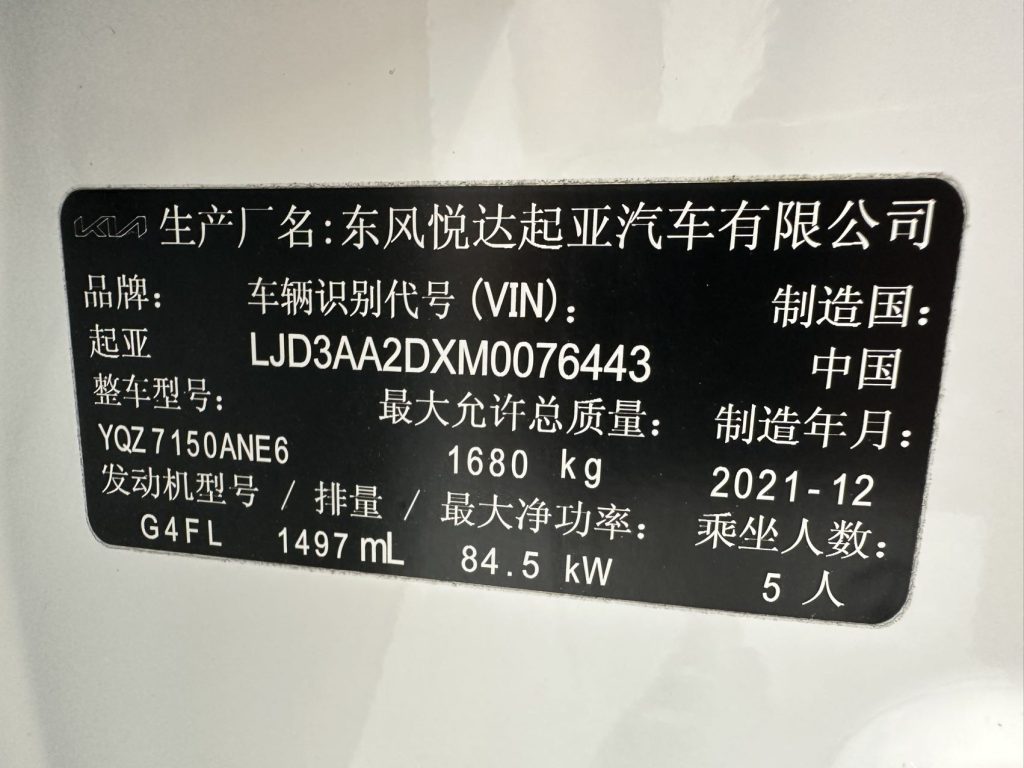 KIA 生产厂名:东风悦达起亚汽车有限公司
品牌: 车辆识别代号(VIN): 制造国:
起亚 LJD3AA2DXM0076443 中国
整车型号: 最大允许总质量: 制造年月:
YQZ7150ANE6 1680 kg 2021-12
发动机型号 / 排量 / 最大净功率: 乘坐人数:
G4FL 1497 mL 84.5 kW 5 人